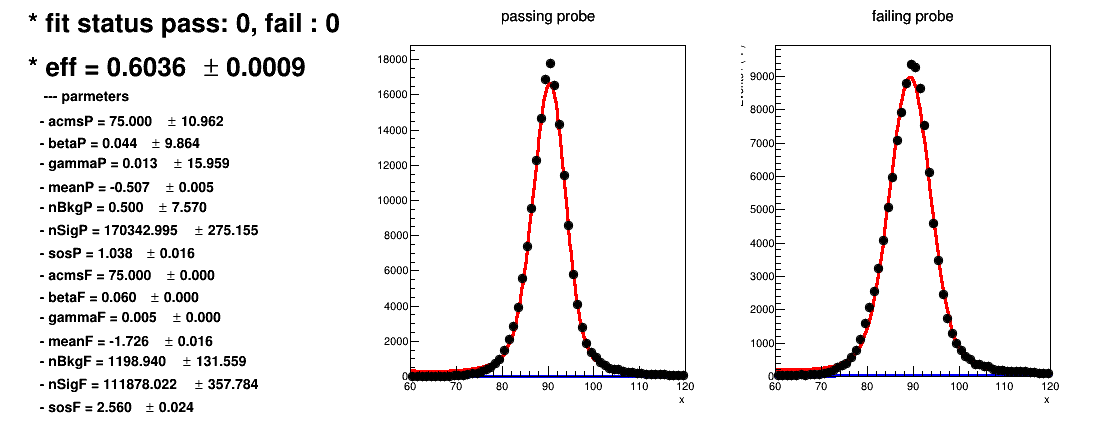 * fit status pass: 0, fail : 0
* eff = 0.6036 ± 0.0009
--- parmeters
- acmsP = 75.000 ± 10.962
- betaP = 0.044 ± 9.864
- gammaP = 0.013 ± 15.959
- meanP = -0.507 ± 0.005
- nBkgP = 0.500 ± 7.570
- nSigP = 170342.995 ± 275.155
- sosP = 1.038 ± 0.016
- acmsF = 75.000 ± 0.000
- betaF = 0.060 ± 0.000
- gammaF = 0.005 ± 0.000
- meanF = -1.726 ± 0.016
- nBkgF = 1198.940 ± 131.559
- nSigF = 111878.022 ± 357.784
- sosF = 2.560 ± 0.024
passing probe
18000
16000
14000
12000
10000
8000
6000
4000
2000
0
60 70 80 90 100 110 120
x
failing probe
9000
8000
7000
6000
5000
4000
3000
2000
1000
0
60 70 80 90 100 110 120
x